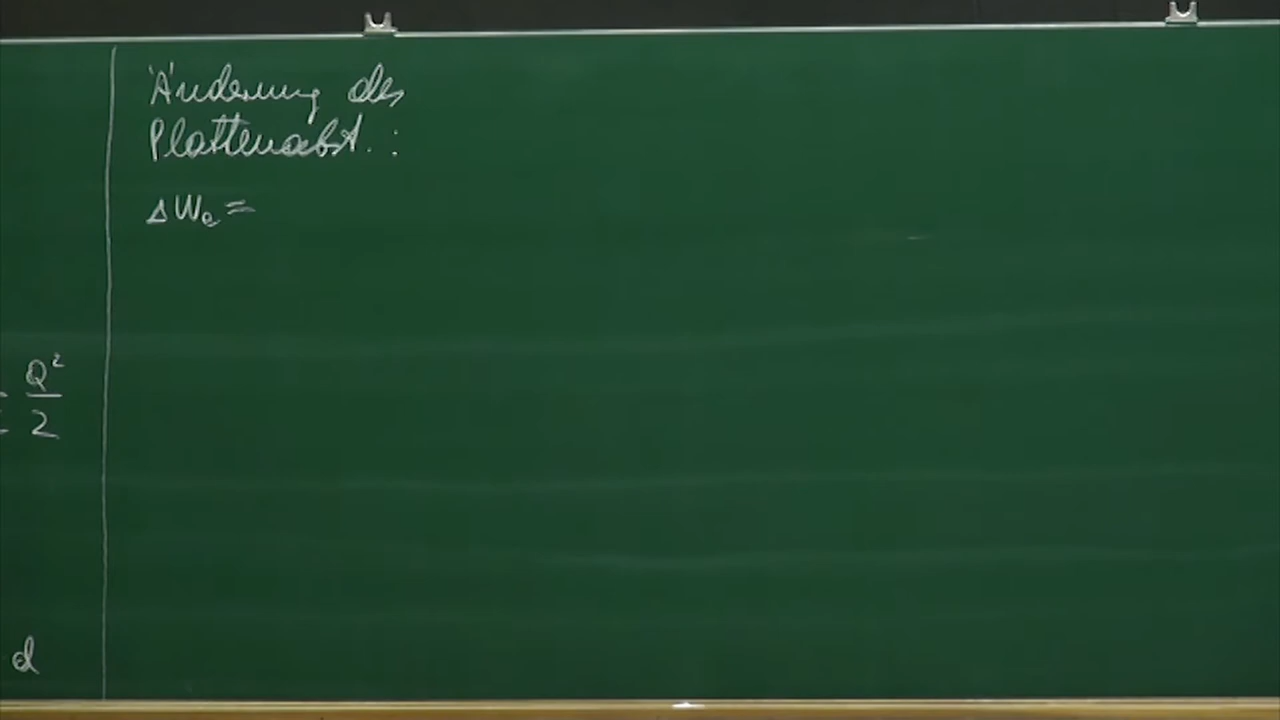 Änderung des
Plattenabst. :
ΔWe =
Q²
2
d